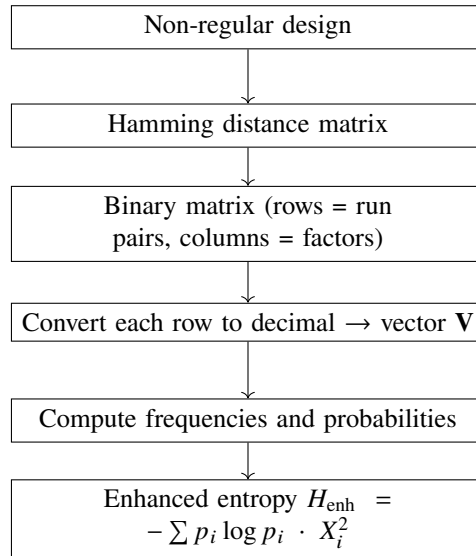 Non-regular design
Hamming distance matrix
Binary matrix (rows = run
pairs, columns = factors)
Convert each row to decimal → vector V
Compute frequencies and probabilities
Enhanced entropy H_enh =
− ∑ p_i log p_i · X_i^2